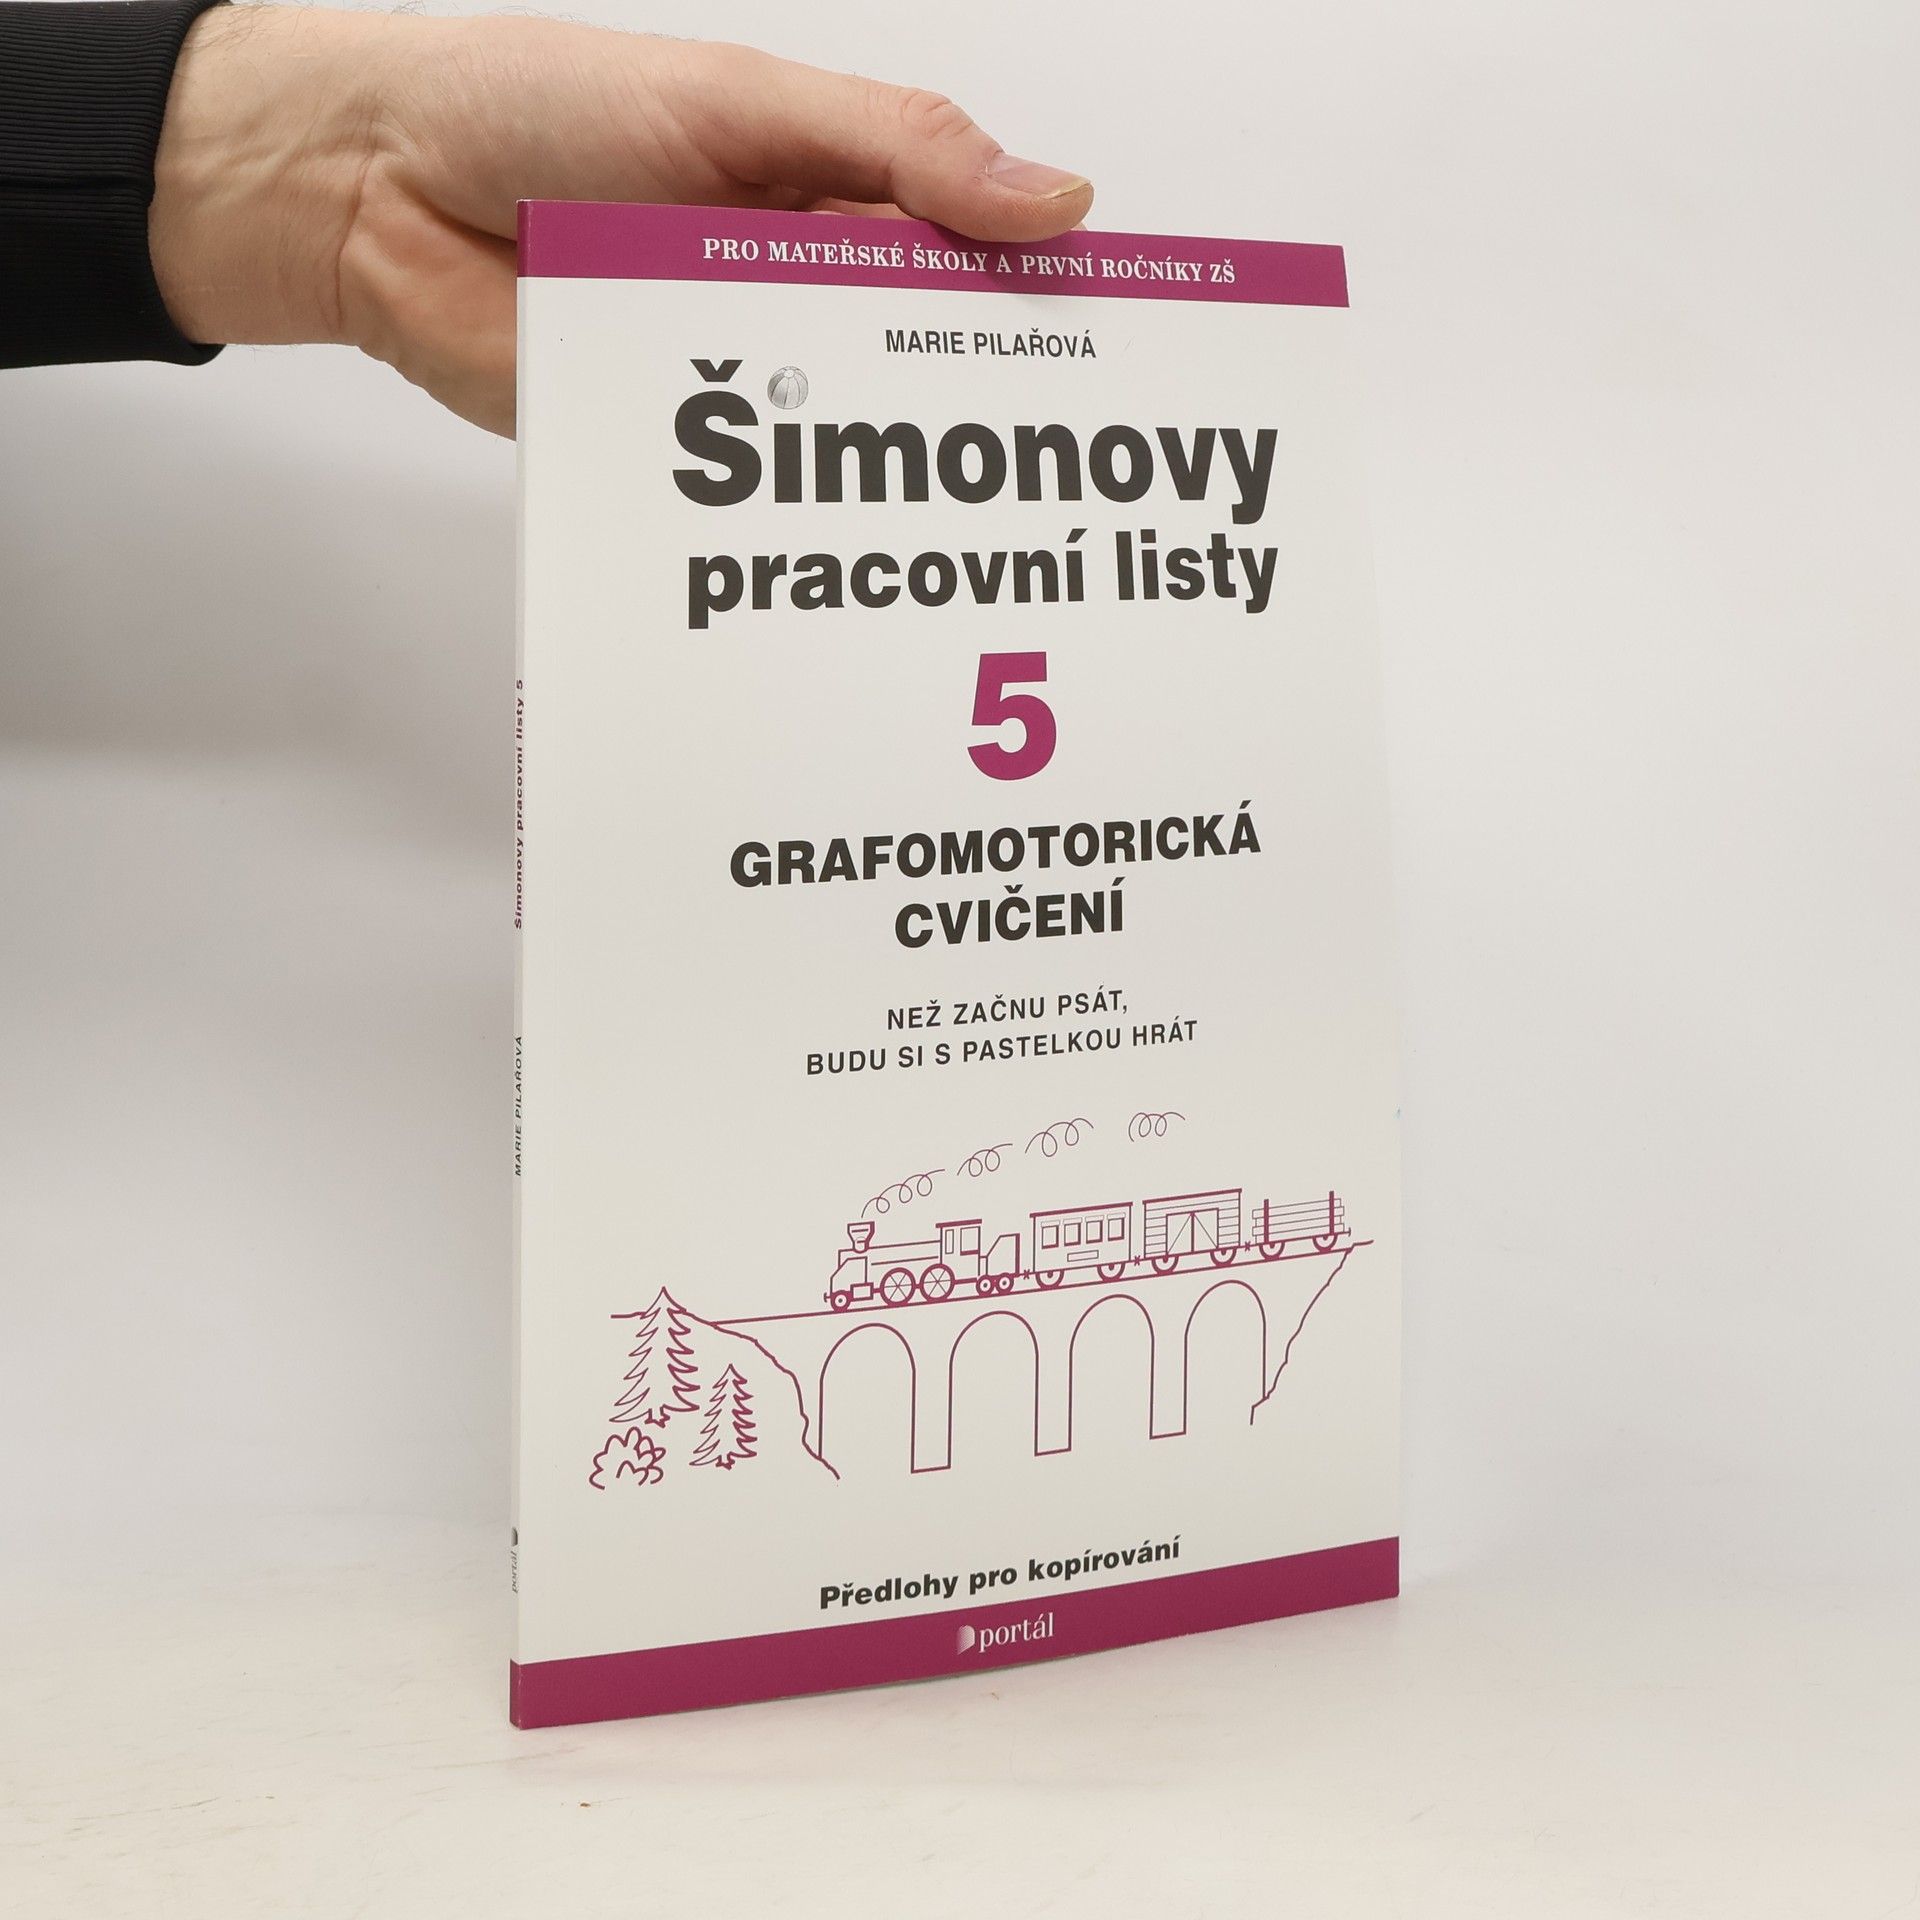 PRO MATEŘSKÉ ŠKOLY A PRVNÍ ROČNÍKY ZŠ
MARIE PILAŘOVÁ
Šimonovy
pracovní listy
5
GRAFOMOTORICKÁ
CVIČENÍ
NEŽ ZAČNU PSÁT,
BUDU SI S PASTELKOU HRÁT
Předlohy pro kopírování
portál
Šimonovy pracovní listy 5
MARIE PILAŘOVÁ
portál